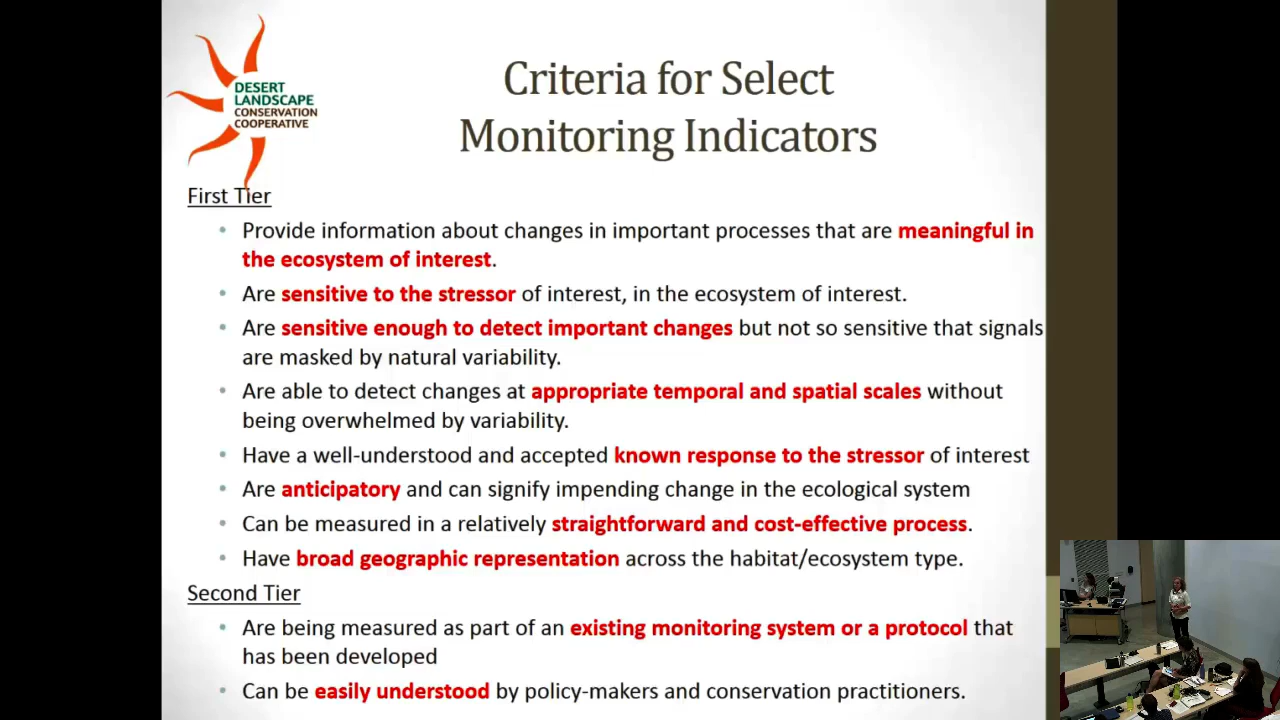 DESERT
LANDSCAPE
CONSERVATION
COOPERATIVE
Criteria for Select
Monitoring Indicators
First Tier
• Provide information about changes in important processes that are meaningful in
the ecosystem of interest.
• Are sensitive to the stressor of interest, in the ecosystem of interest.
• Are sensitive enough to detect important changes but not so sensitive that signals
are masked by natural variability.
• Are able to detect changes at appropriate temporal and spatial scales without
being overwhelmed by variability.
• Have a well-understood and accepted known response to the stressor of interest
• Are anticipatory and can signify impending change in the ecological system
• Can be measured in a relatively straightforward and cost-effective process.
• Have broad geographic representation across the habitat/ecosystem type.
Second Tier
• Are being measured as part of an existing monitoring system or a protocol that
has been developed
• Can be easily understood by policy-makers and conservation practitioners.